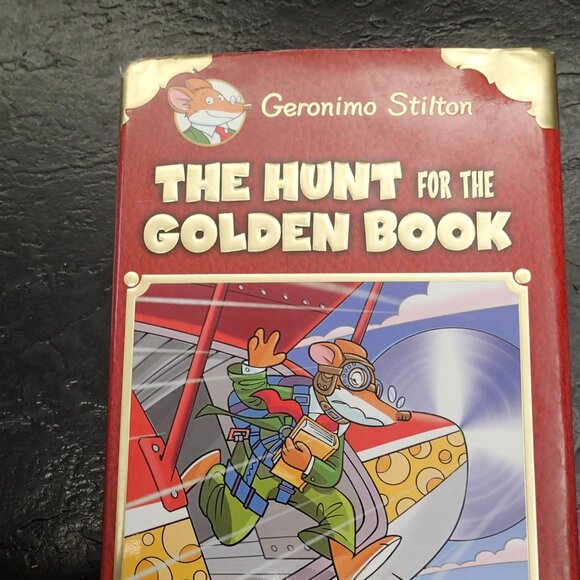 Geronimo Stilton
THE HUNT FOR THE
GOLDEN BOOK